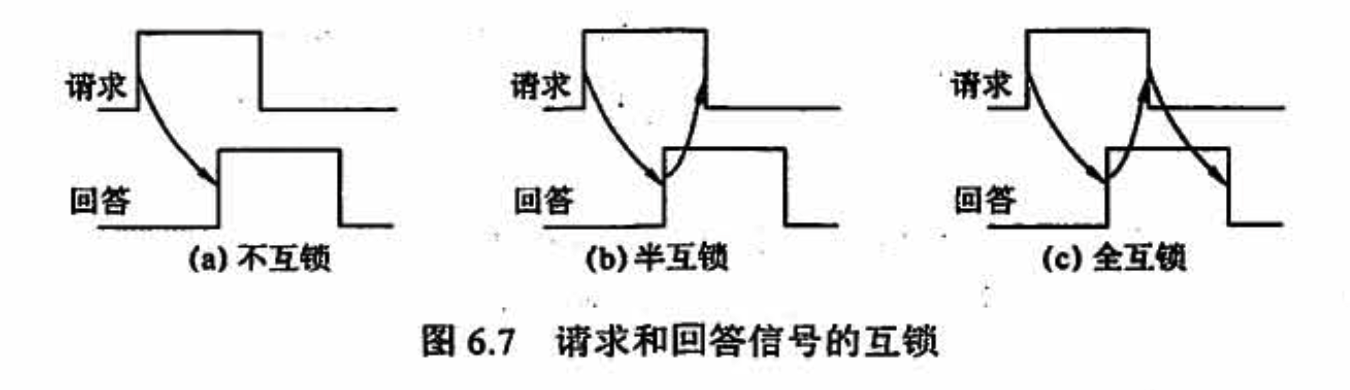 请求
请求
请求
回答
回答
回答
(a) 不互锁
(b) 半互锁
(c) 全互锁
图 6.7 请求和回答信号的互锁